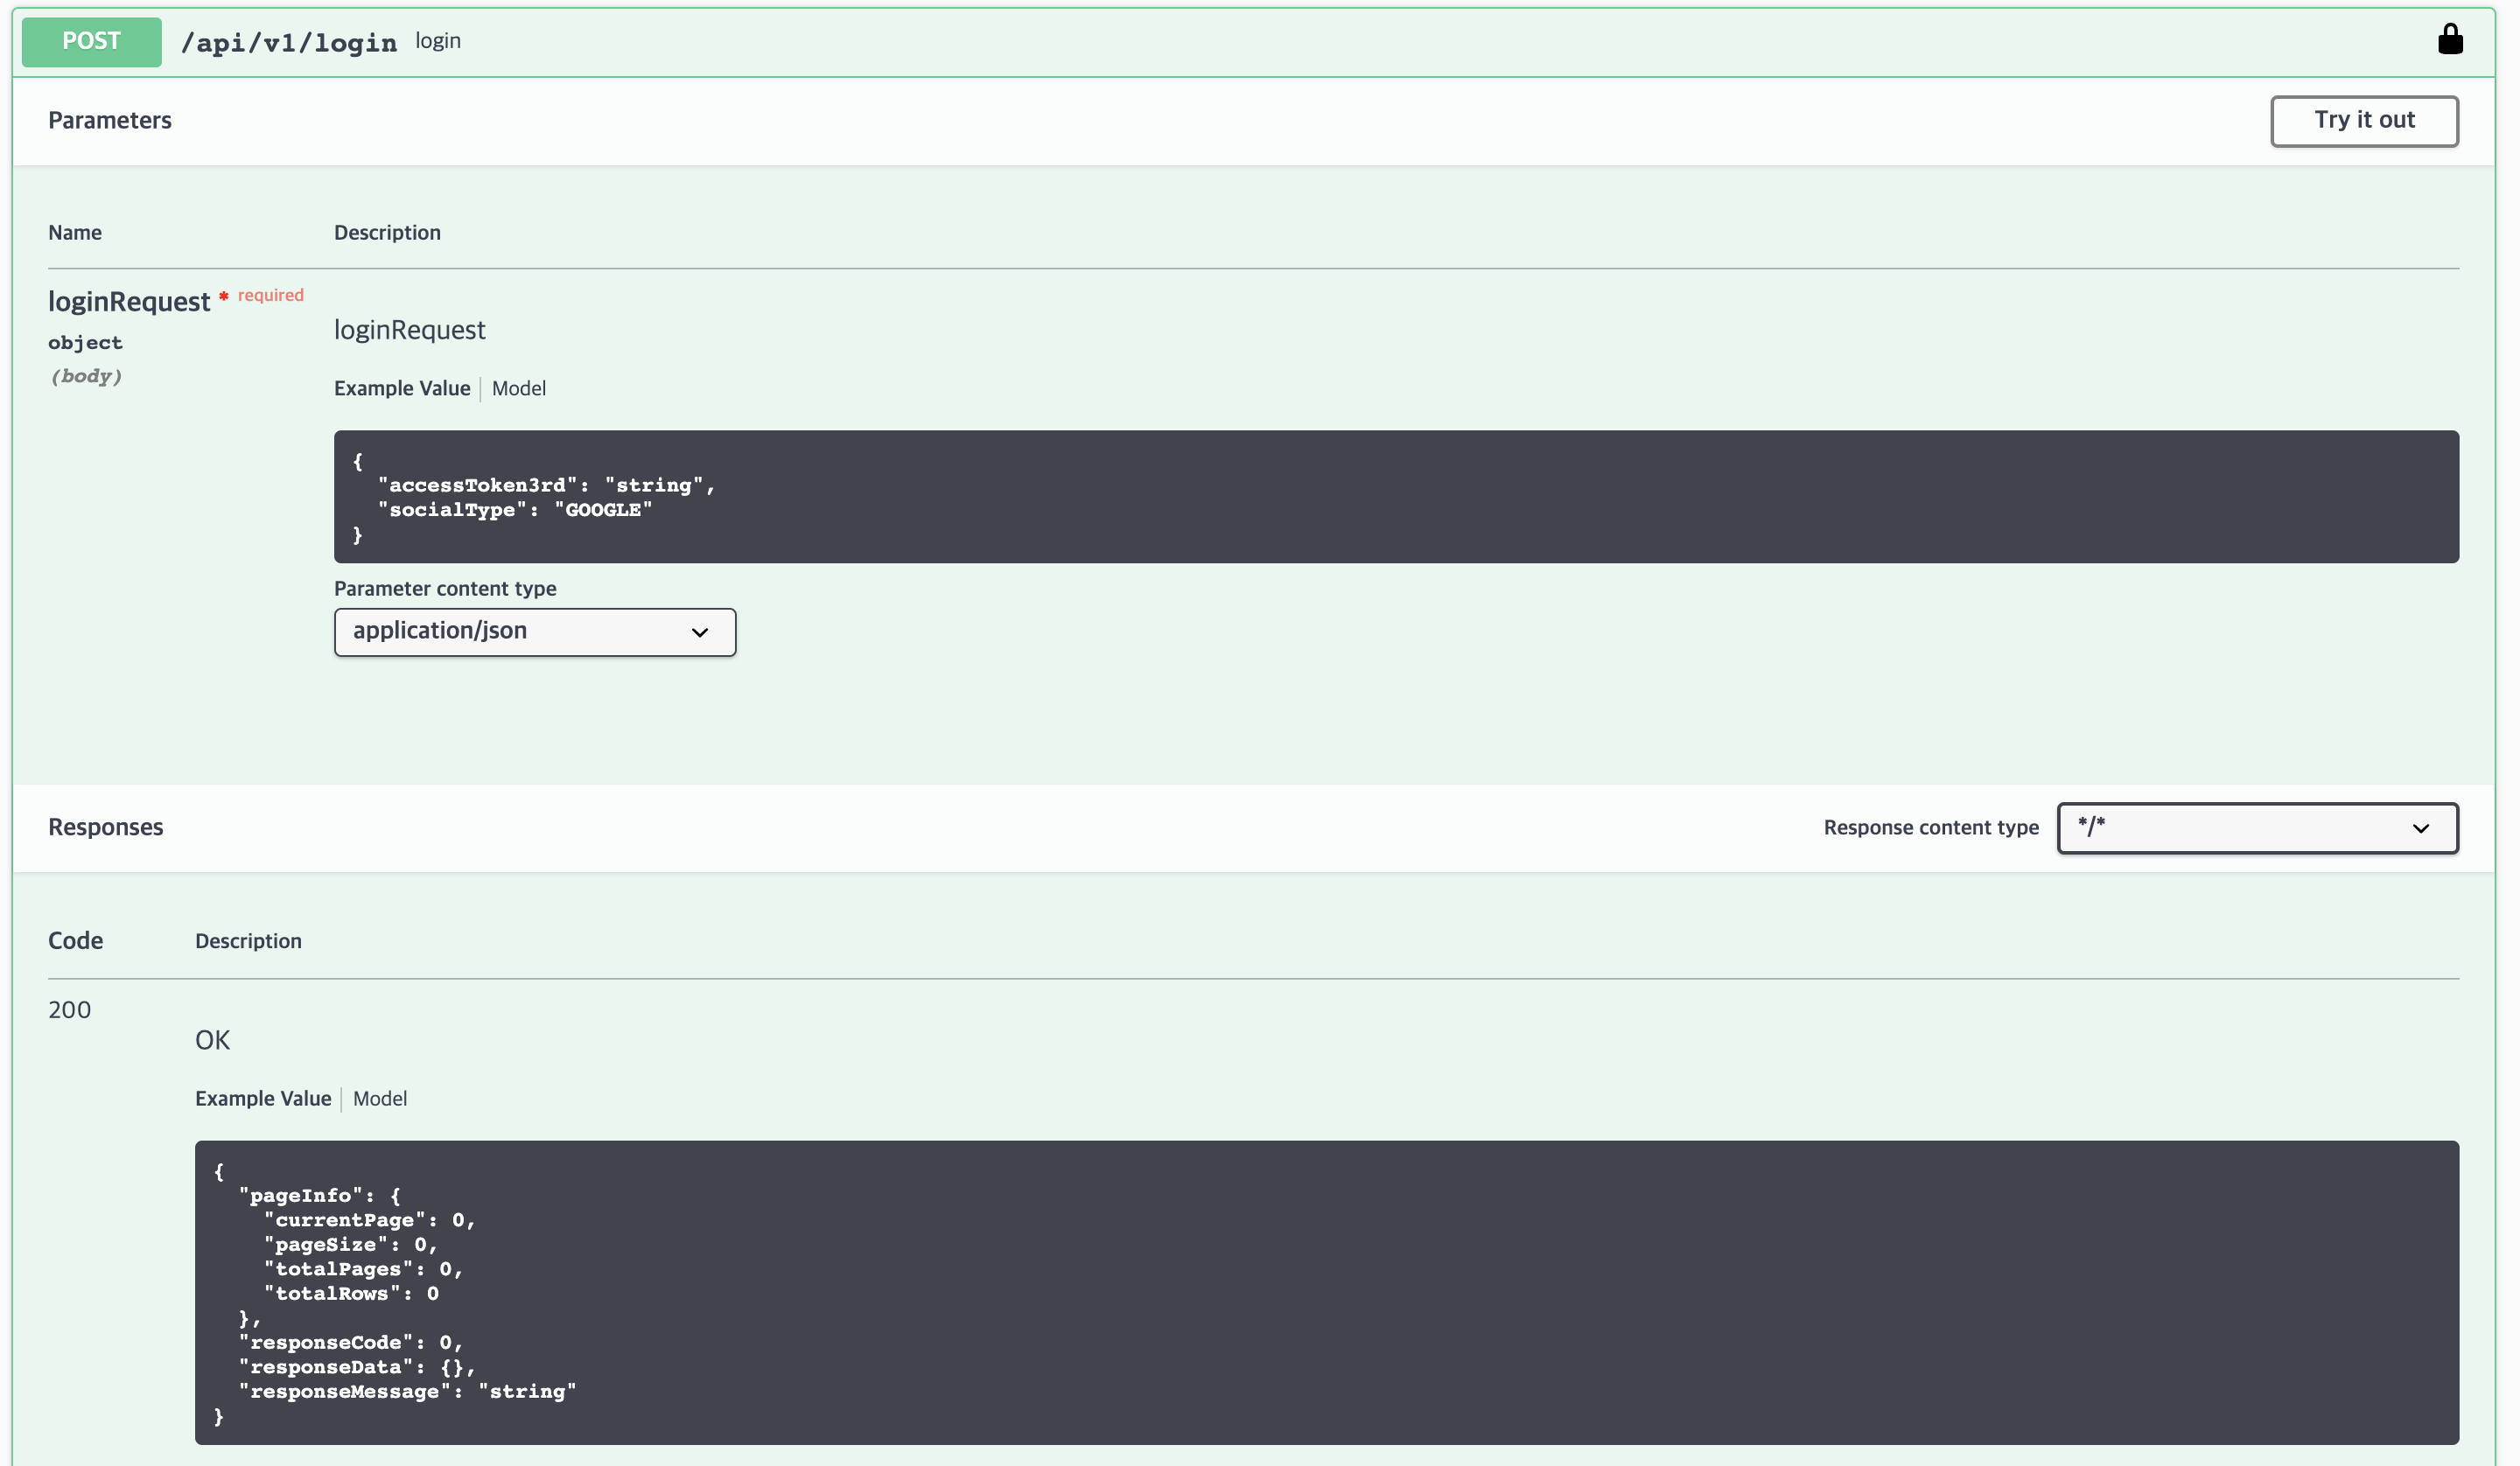 POST /api/v1/login login
Parameters
Try it out
Name Description
loginRequest * required
object
(body)
loginRequest
Example Value Model
{
  "accessToken3rd": "string",
  "socialType": "GOOGLE"
}
Parameter content type
application/json
Responses
Response content type */*
Code Description
200
OK
Example Value Model
{
  "pageInfo": {
    "currentPage": 0,
    "pageSize": 0,
    "totalPages": 0,
    "totalRows": 0
  },
  "responseCode": 0,
  "responseData": {},
  "responseMessage": "string"
}